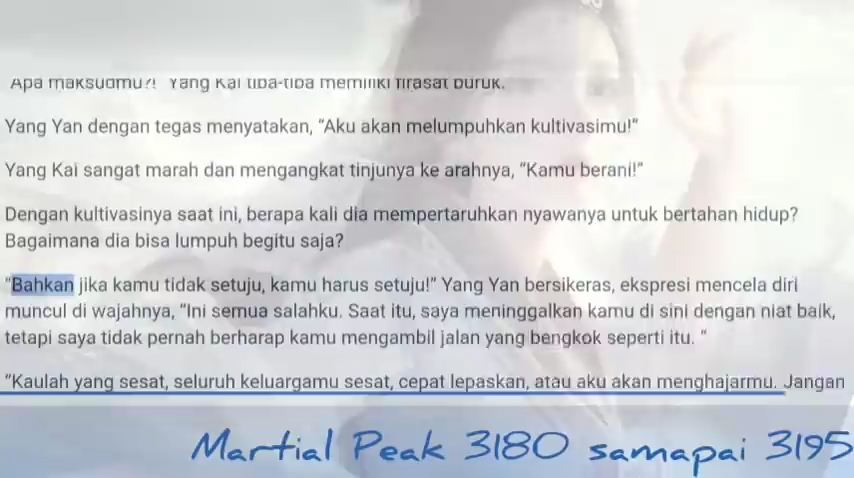 Apa maksudmu?! Yang Kai tiba-tiba memiliki firasat buruk.
Yang Yan dengan tegas menyatakan, “Aku akan melumpuhkan kultivasimu!”
Yang Kai sangat marah dan mengangkat tinjunya ke arahnya, “Kamu berani!”
Dengan kultivasinya saat ini, berapa kali dia mempertaruhkan nyawanya untuk bertahan hidup?
Bagaimana dia bisa lumpuh begitu saja?
“Bahkan jika kamu tidak setuju, kamu harus setuju!” Yang Yan bersikeras, ekspresi mencela diri
muncul di wajahnya, “Ini semua salahku. Saat itu, saya meninggalkan kamu di sini dengan niat baik,
tetapi saya tidak pernah berharap kamu mengambil jalan yang bengkok seperti itu. ”
“Kaulah yang sesat, seluruh keluargamu sesat, cepat lepaskan, atau aku akan menghajarmu. Jangan
Martial Peak 3180 samapai 3195